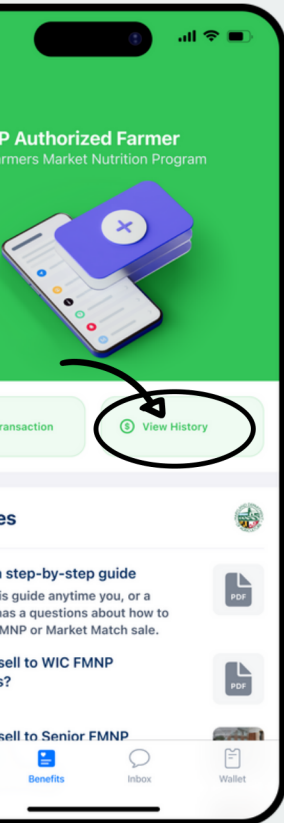 P Authorized Farmer
armers Market Nutrition Program
ransaction
View History
es
step-by-step guide
is guide anytime you, or a
has a questions about how to
MNP or Market Match sale.
sell to WIC FMNP
s?
sell to Senior FMNP
PDF
PDF
Benefits
Inbox
Wallet